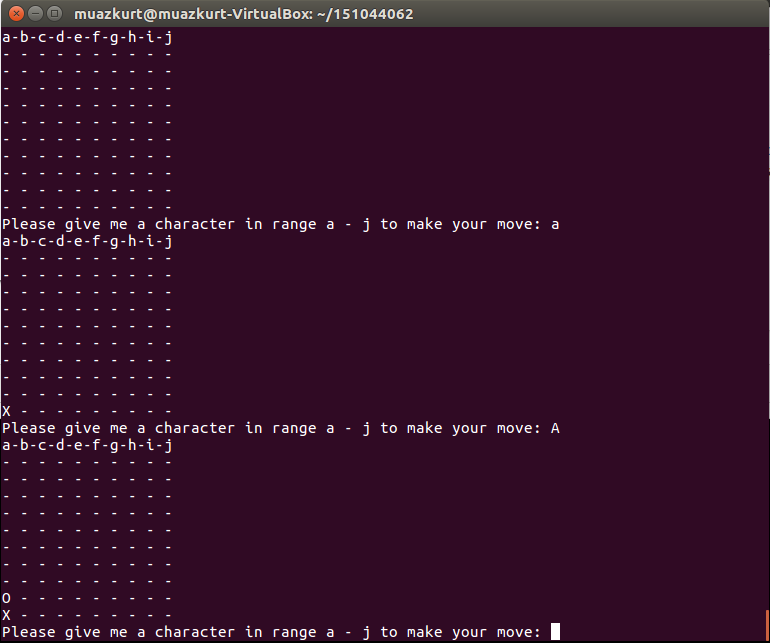 muazkurt@muazkurt-VirtualBox: ~/151044062
a-b-c-d-e-f-g-h-i-j
- - - - - - - - - -
- - - - - - - - - -
- - - - - - - - - -
- - - - - - - - - -
- - - - - - - - - -
- - - - - - - - - -
- - - - - - - - - -
- - - - - - - - - -
- - - - - - - - - -
- - - - - - - - - -
Please give me a character in range a - j to make your move: a
a-b-c-d-e-f-g-h-i-j
- - - - - - - - - -
- - - - - - - - - -
- - - - - - - - - -
- - - - - - - - - -
- - - - - - - - - -
- - - - - - - - - -
- - - - - - - - - -
- - - - - - - - - -
- - - - - - - - - -
X - - - - - - - - -
Please give me a character in range a - j to make your move: A
a-b-c-d-e-f-g-h-i-j
- - - - - - - - - -
- - - - - - - - - -
- - - - - - - - - -
- - - - - - - - - -
- - - - - - - - - -
- - - - - - - - - -
- - - - - - - - - -
- - - - - - - - - -
O - - - - - - - - -
X - - - - - - - - -
Please give me a character in range a - j to make your move: